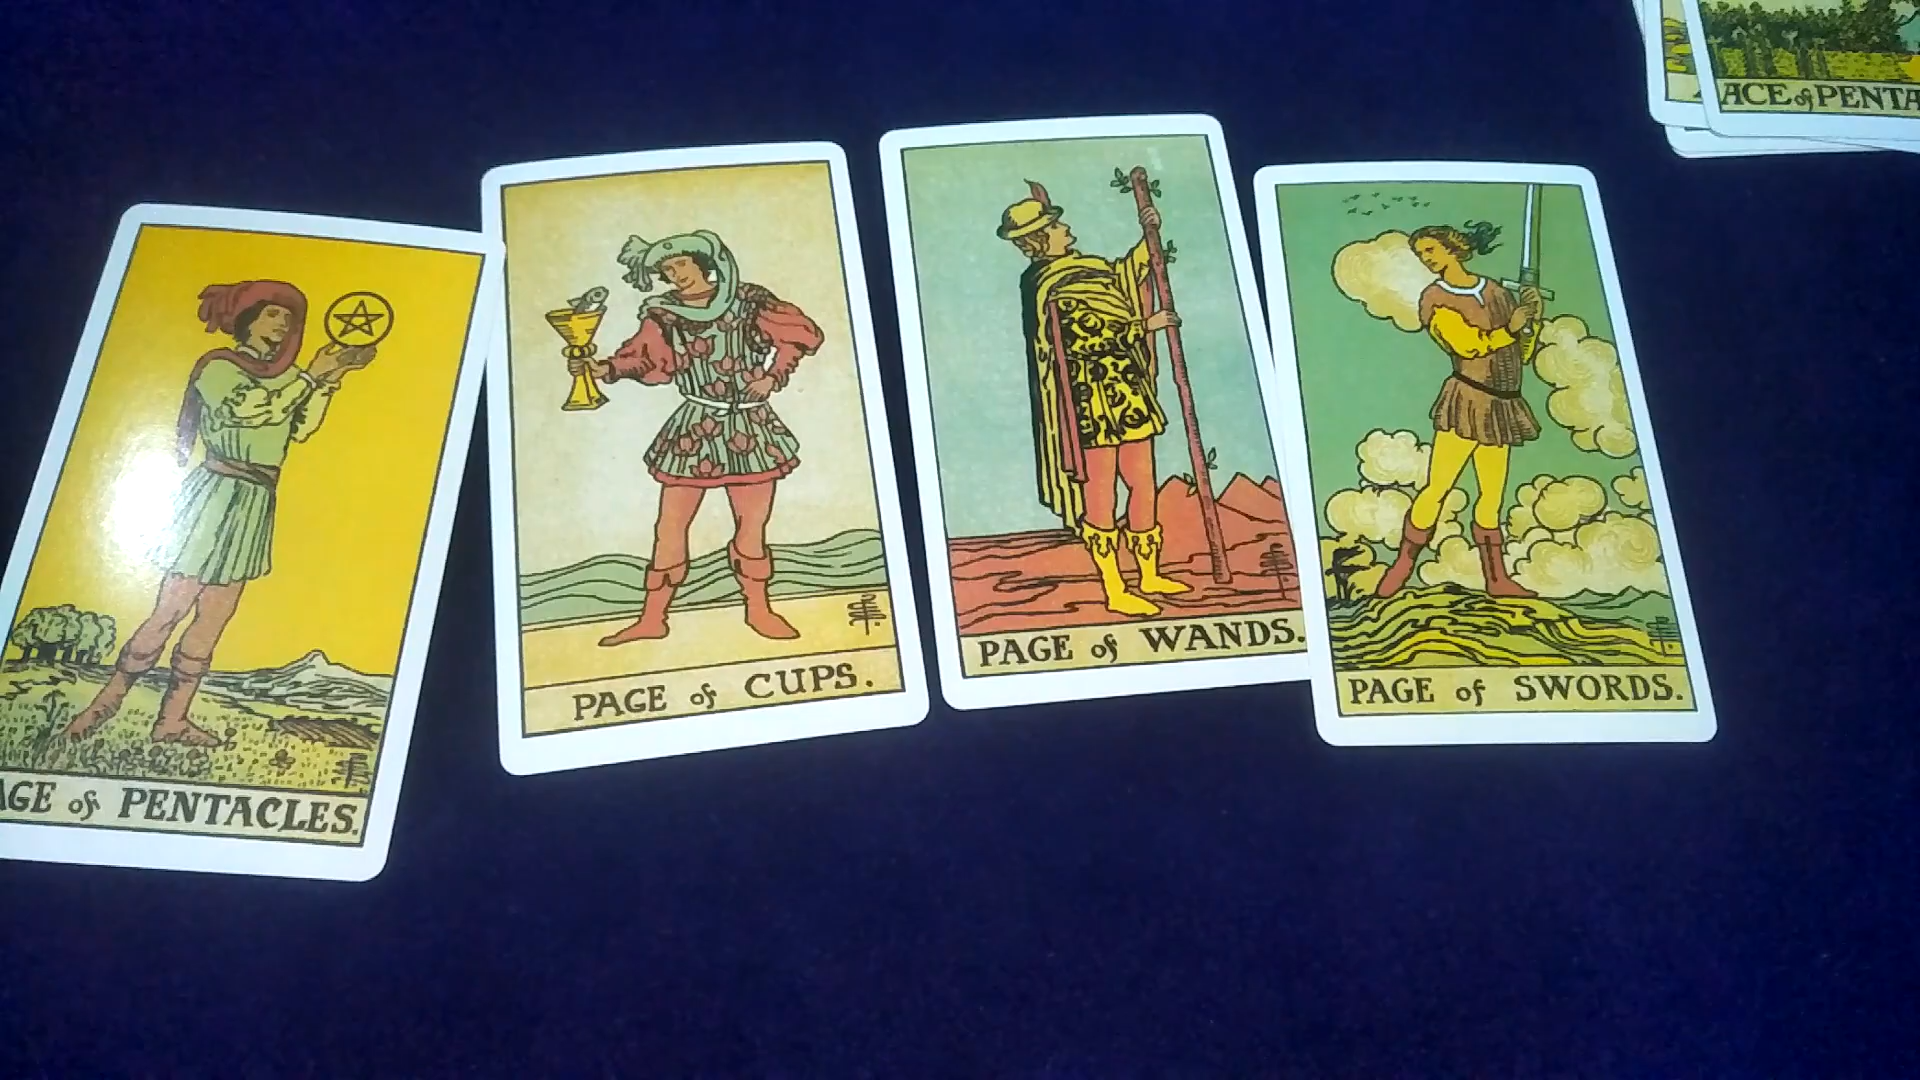 ACE of PENTA
AGE of PENTACLES.
PAGE of CUPS.
PAGE of WANDS.
PAGE of SWORDS.